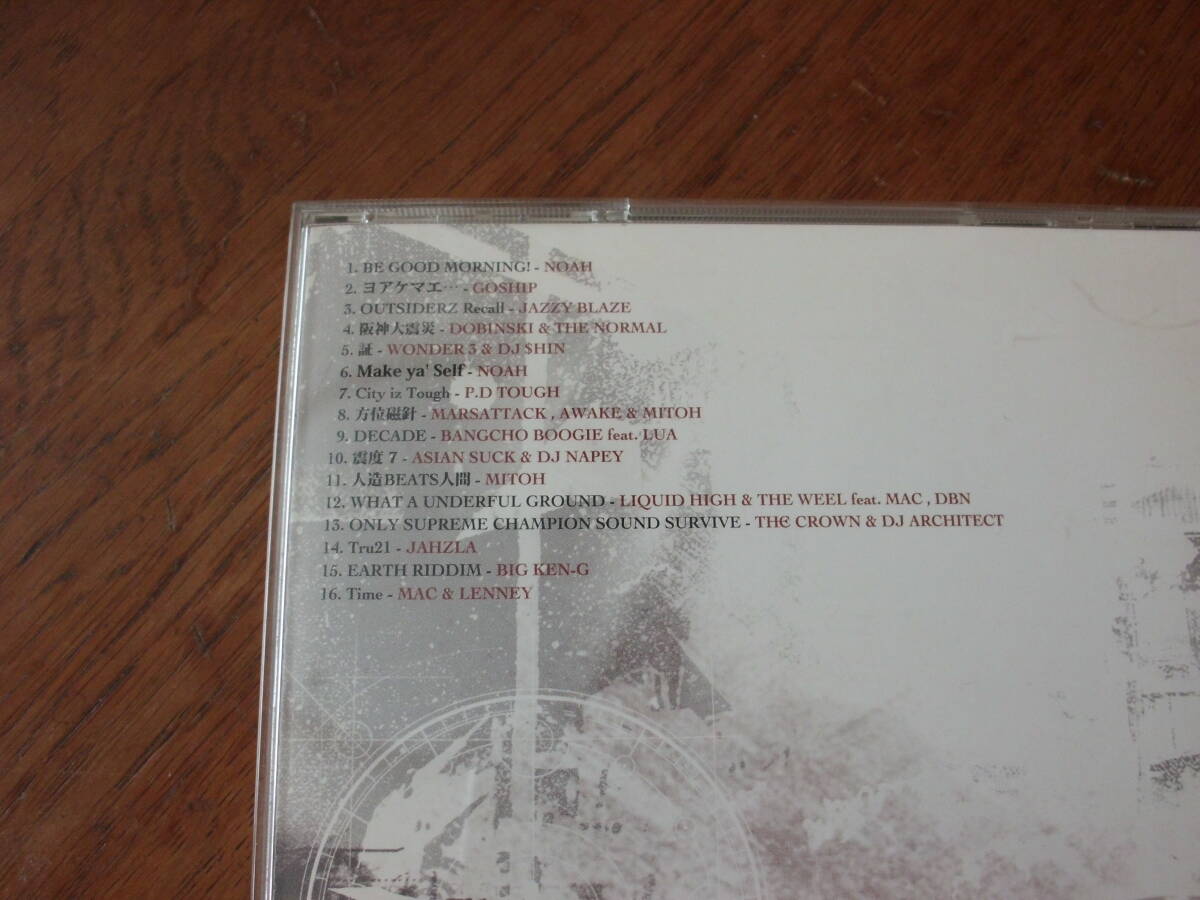 1. BE GOOD MORNING! - NOAH
2. ヨアケマエ… - GOSHIP
3. OUTSIDERZ Recall - JAZZY BLAZE
4. 阪神大震災 - DOBINSKI & THE NORMAL
5. 証 - WONDER 3 & DJ $HIN
6. Make ya' Self - NOAH
7. City iz Tough - P.D TOUGH
8. 方位磁針 - MARSATTACK , AWAKE & MITOH
9. DECADE - BANGCHO BOOGIE feat. LUA
10. 震度 7 - ASIAN SUCK & DJ NAPEY
11. 人造BEATS人間 - MITOH
12. WHAT A UNDERFUL GROUND - LIQUID HIGH & THE WEEL feat. MAC , DBN
13. ONLY SUPREME CHAMPION SOUND SURVIVE - THE CROWN & DJ ARCHITECT
14. Tru21 - JAHZLA
15. EARTH RIDDIM - BIG KEN-G
16. Time - MAC & LENNEY